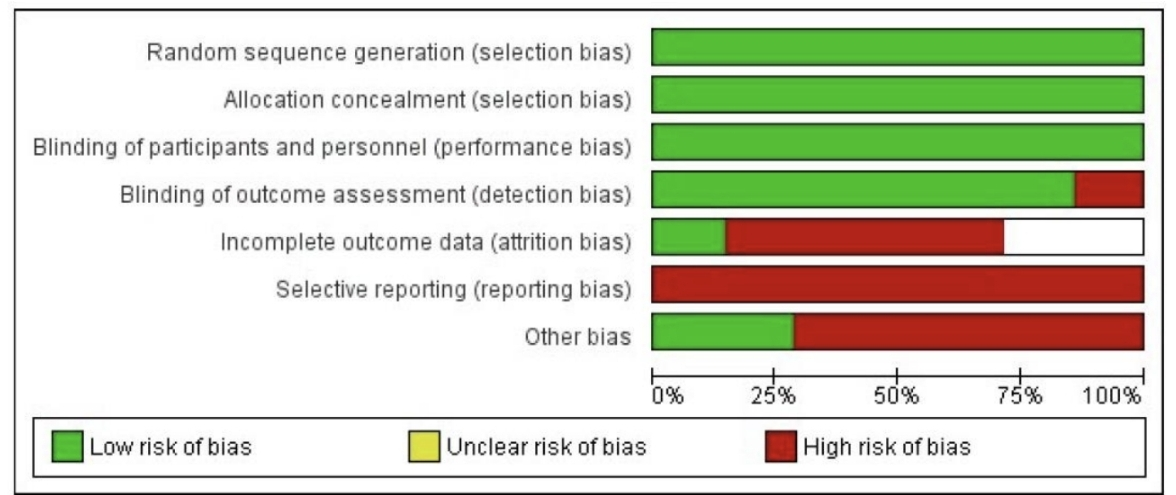 Random sequence generation (selection bias)
Allocation concealment (selection bias)
Blinding of participants and personnel (performance bias)
Blinding of outcome assessment (detection bias)
Incomplete outcome data (attrition bias)
Selective reporting (reporting bias)
Other bias
0% 25% 50% 75% 100%
Low risk of bias Unclear risk of bias High risk of bias